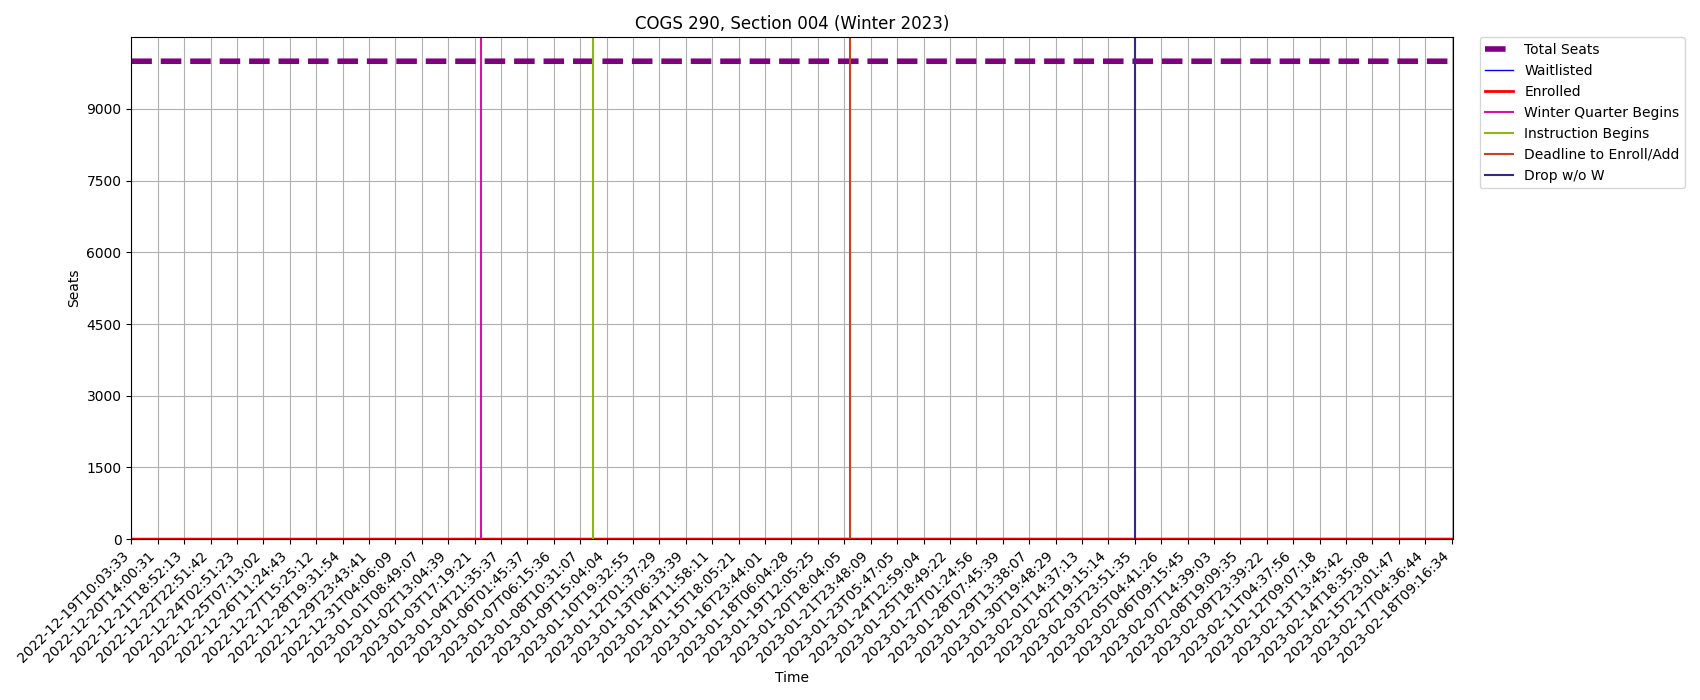 COGS 290, Section 004 (Winter 2023)
Total Seats
Waitlisted
Enrolled
Winter Quarter Begins
Instruction Begins
Deadline to Enroll/Add
Drop w/o W
Seats
9000
7500
6000
4500
3000
1500
0
2022-12-19T10:03:33
2022-12-20T14:00:31
2022-12-21T18:52:13
2022-12-22T22:51:42
2022-12-24T02:51:23
2022-12-25T07:13:02
2022-12-26T11:24:43
2022-12-27T15:25:12
2022-12-28T19:31:54
2022-12-29T23:43:41
2022-12-31T04:06:09
2023-01-01T08:49:07
2023-01-02T13:04:39
2023-01-03T17:19:21
2023-01-04T21:35:37
2023-01-06T01:45:37
2023-01-07T06:15:36
2023-01-08T10:31:07
2023-01-09T15:04:04
2023-01-10T19:32:55
2023-01-12T01:37:29
2023-01-13T06:33:39
2023-01-14T11:58:11
2023-01-15T18:05:21
2023-01-16T23:44:01
2023-01-18T06:04:28
2023-01-19T12:05:25
2023-01-20T18:04:05
2023-01-21T23:48:09
2023-01-23T05:47:05
2023-01-24T12:59:04
2023-01-25T18:49:22
2023-01-27T01:24:56
2023-01-28T07:45:39
2023-01-29T13:38:07
2023-01-30T19:48:29
2023-02-01T14:37:13
2023-02-02T19:15:14
2023-02-03T23:51:35
2023-02-05T04:41:26
2023-02-06T09:15:45
2023-02-07T14:39:03
2023-02-08T19:09:35
2023-02-09T23:39:22
2023-02-11T04:37:56
2023-02-12T09:07:18
2023-02-13T13:45:42
2023-02-14T18:35:08
2023-02-15T23:01:47
2023-02-17T04:36:44
2023-02-18T09:16:34
Time